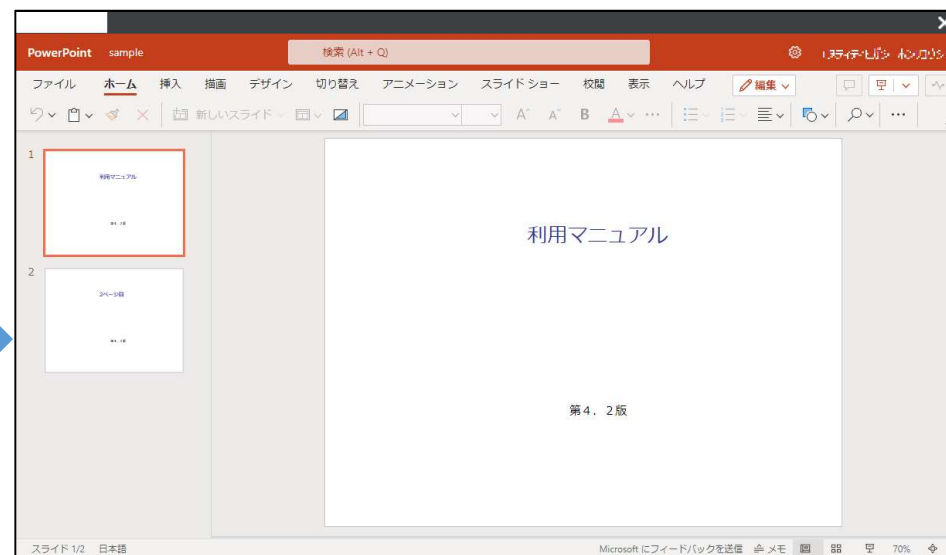 PowerPoint sample 検索 (Alt + Q)
ファイル ホーム 挿入 描画 デザイン 切り替え アニメーション スライド ショー 校閲 表示 ヘルプ 編集
新しいスライド A^ A˅ B A ...
1
利用マニュアル
2
利用マニュアル
第4．2版
スライド 1/2 日本語 Microsoft にフィードバックを送信 メモ 70%